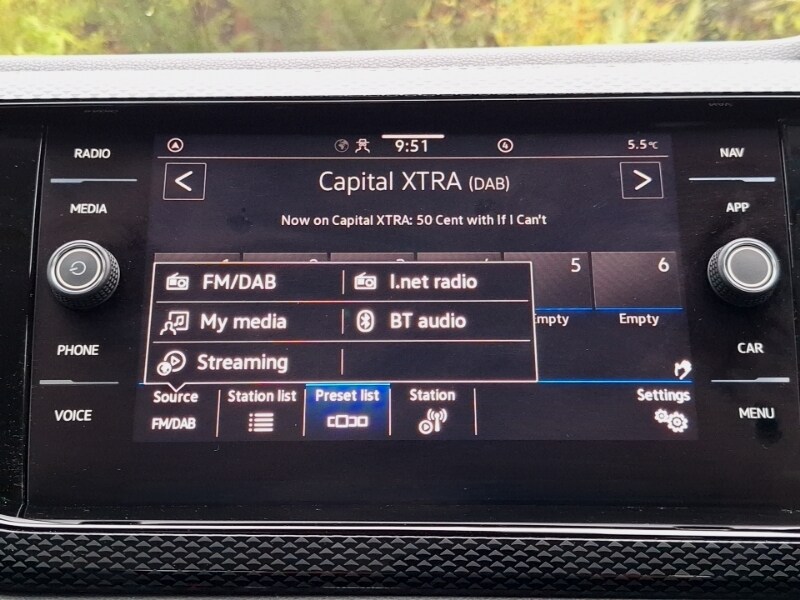 RADIO
MEDIA
PHONE
VOICE
9:51
4
5.5°C
Capital XTRA (DAB)
Now on Capital XTRA: 50 Cent with If I Can't
5
6
Empty
FM/DAB
I.net radio
My media
BT audio
Streaming
Source
FM/DAB
Station list
Preset list
Station
Settings
NAV
APP
CAR
MENU